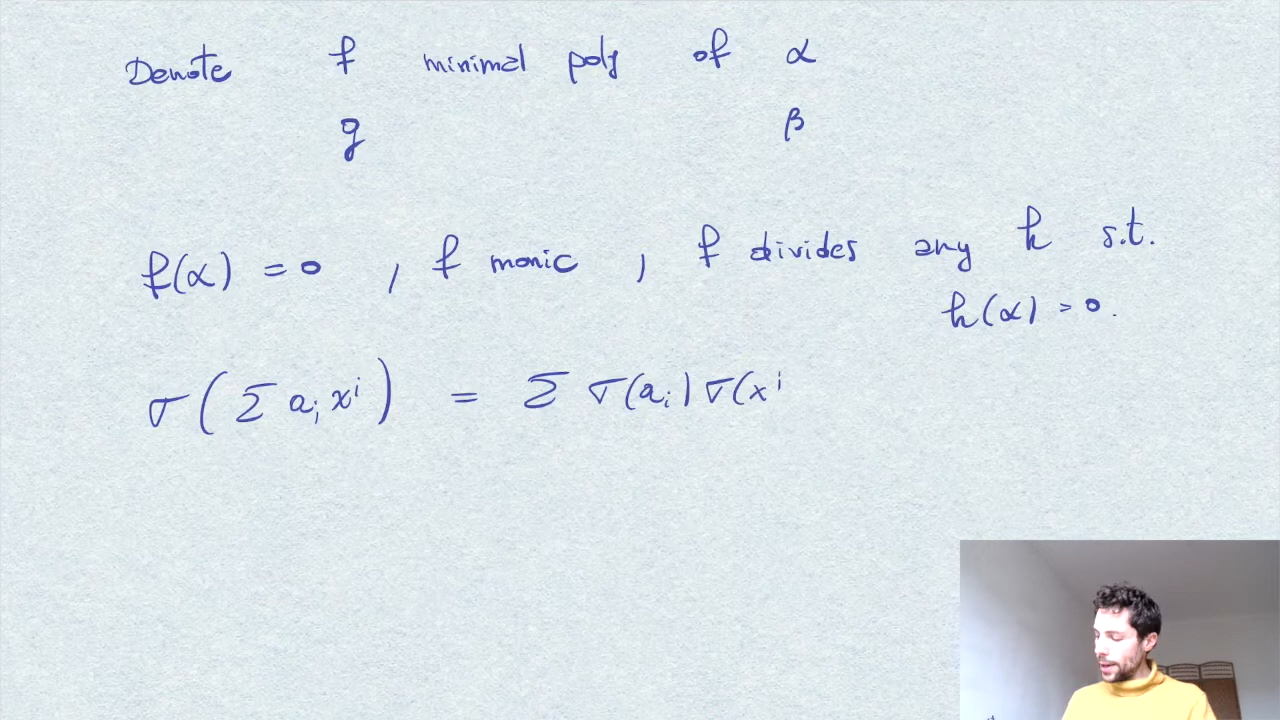 Denote f minimal poly of α
g β
f(α) = 0 , f monic , f divides any h s.t.
h(α) = 0.
σ(Σ a_i x^i) = Σ σ(a_i) σ(x^i